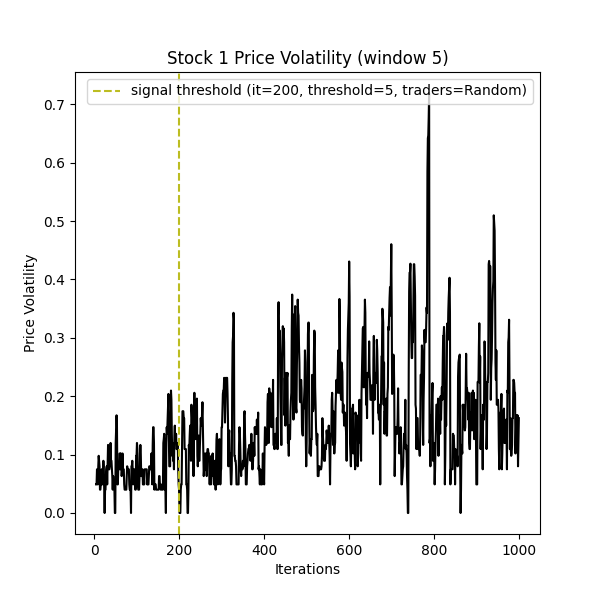 Stock 1 Price Volatility (window 5)
signal threshold (it=200, threshold=5, traders=Random)
0.7
0.6
0.5
0.4
0.3
0.2
0.1
0.0
Price Volatility
0 200 400 600 800 1000
Iterations